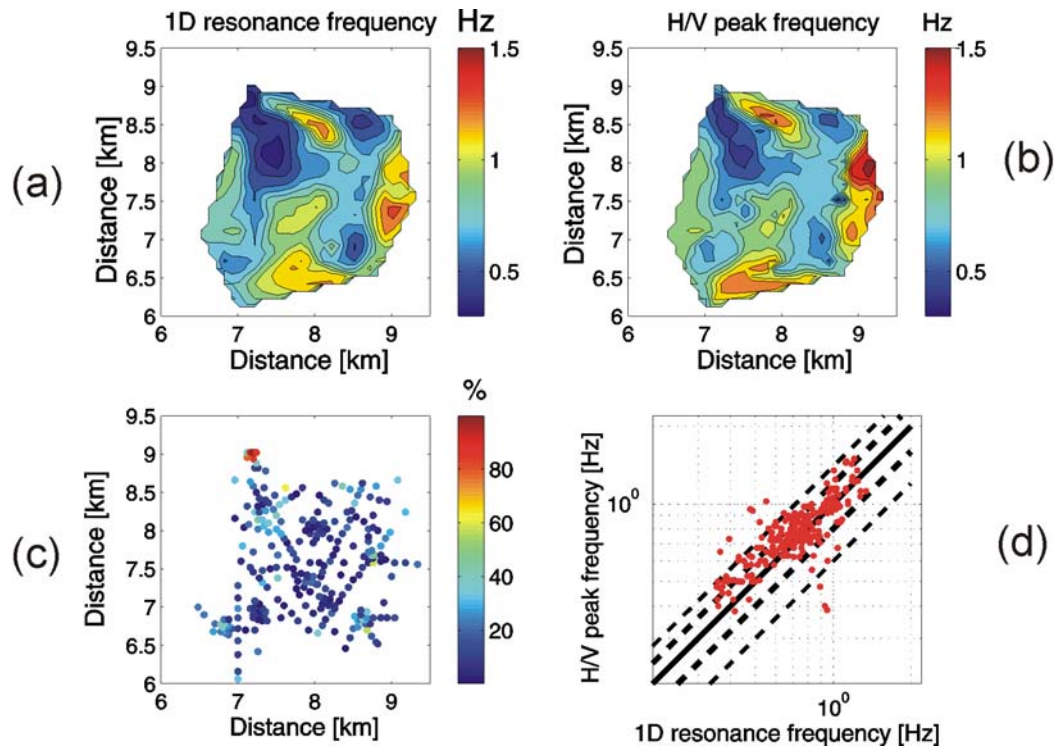 1D resonance frequency
Hz
H/V peak frequency
Hz
(a)
Distance [km]
9.5
9
8.5
8
7.5
7
6.5
6
6 7 8 9
Distance [km]
1.5
1
0.5
Distance [km]
9.5
9
8.5
8
7.5
7
6.5
6
6 7 8 9
Distance [km]
1.5
1
0.5
(b)
(c)
Distance [km]
9.5
9
8.5
8
7.5
7
6.5
6
6 7 8 9
Distance [km]
%
80
60
40
20
H/V peak frequency [Hz]
10^0
10^0
1D resonance frequency [Hz]
(d)